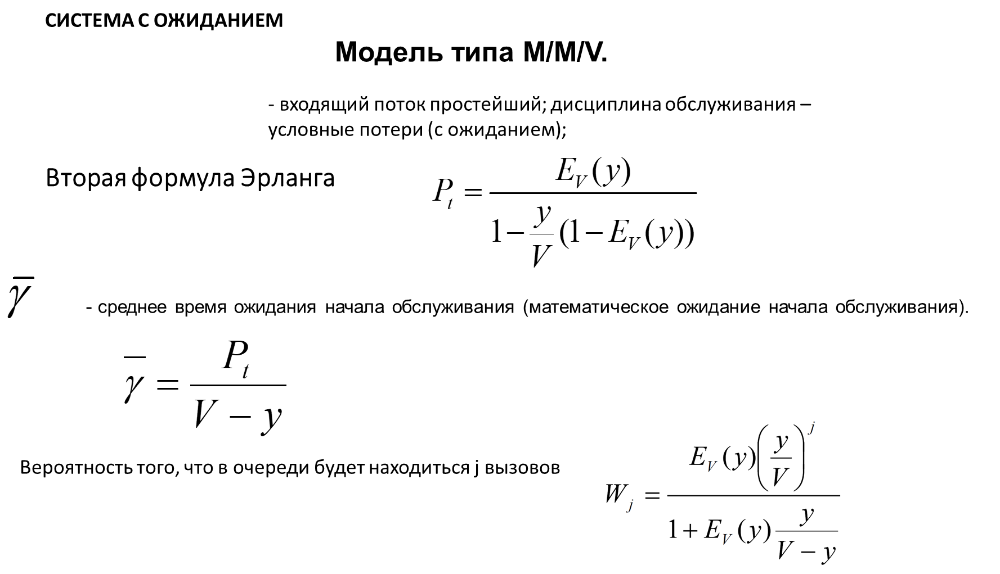 СИСТЕМА С ОЖИДАНИЕМ
Модель типа M/M/V.
- входящий поток простейший; дисциплина обслуживания –
условные потери (с ожиданием);
Вторая формула Эрланга
P_t = \frac{E_V(y)}{1-\frac{y}{V}(1-E_V(y))}
\overline{γ}
- среднее время ожидания начала обслуживания (математическое ожидание начала обслуживания).
\overline{γ} = \frac{P_t}{V-y}
Вероятность того, что в очереди будет находиться j вызовов
W_j = \frac{E_V(y)\left(\frac{y}{V}\right)^j}{1+E_V(y)\frac{y}{V-y}}